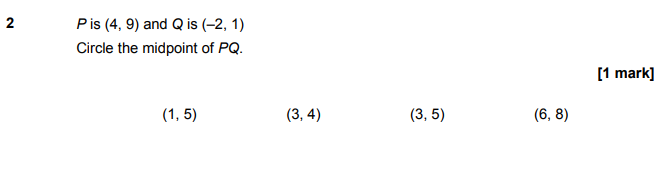 2 P is (4, 9) and Q is (–2, 1)
Circle the midpoint of PQ.
[1 mark]
(1, 5) (3, 4) (3, 5) (6, 8)